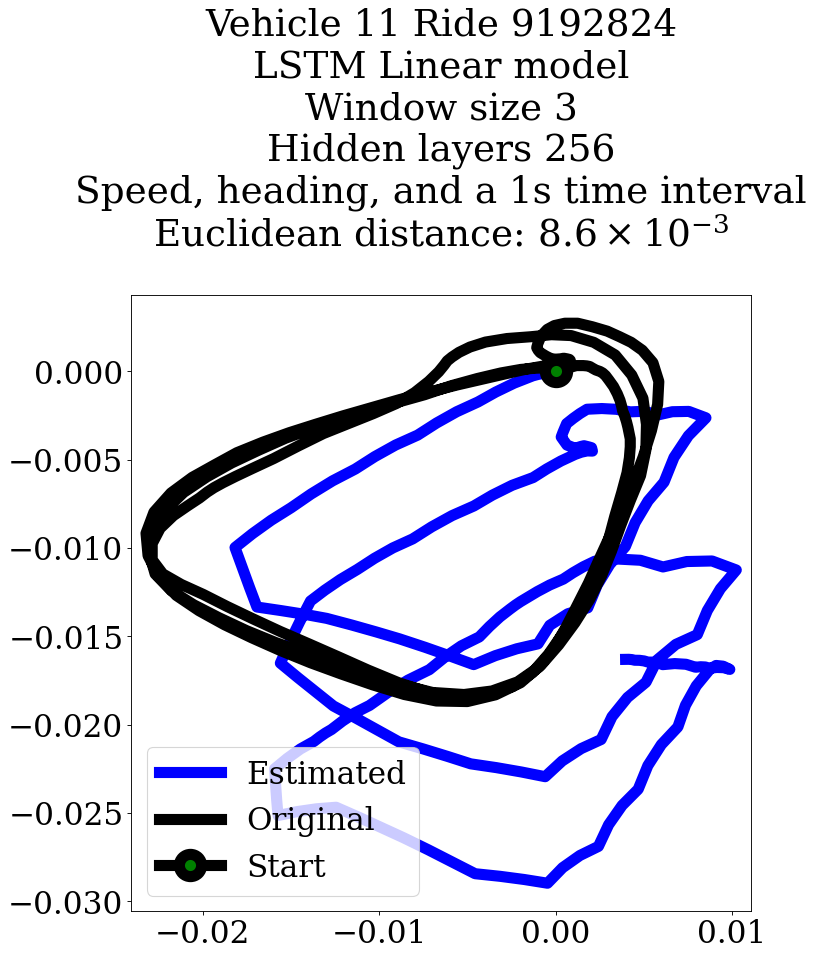 Vehicle 11 Ride 9192824
LSTM Linear model
Window size 3
Hidden layers 256
Speed, heading, and a 1s time interval
Euclidean distance: 8.6 × 10⁻³
0.000
−0.005
−0.010
−0.015
−0.020
−0.025
−0.030
Estimated
Original
Start
−0.02
−0.01
0.00
0.01